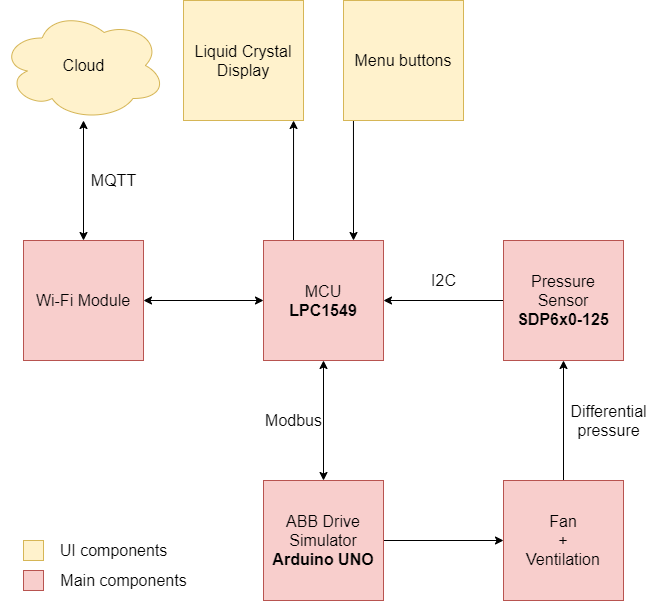 Cloud
Liquid Crystal
Display
Menu buttons
MQTT
Wi-Fi Module
MCU
LPC1549
I2C
Pressure
Sensor
SDP6x0-125
Modbus
Differential
pressure
ABB Drive
Simulator
Arduino UNO
Fan
+
Ventilation
UI components
Main components